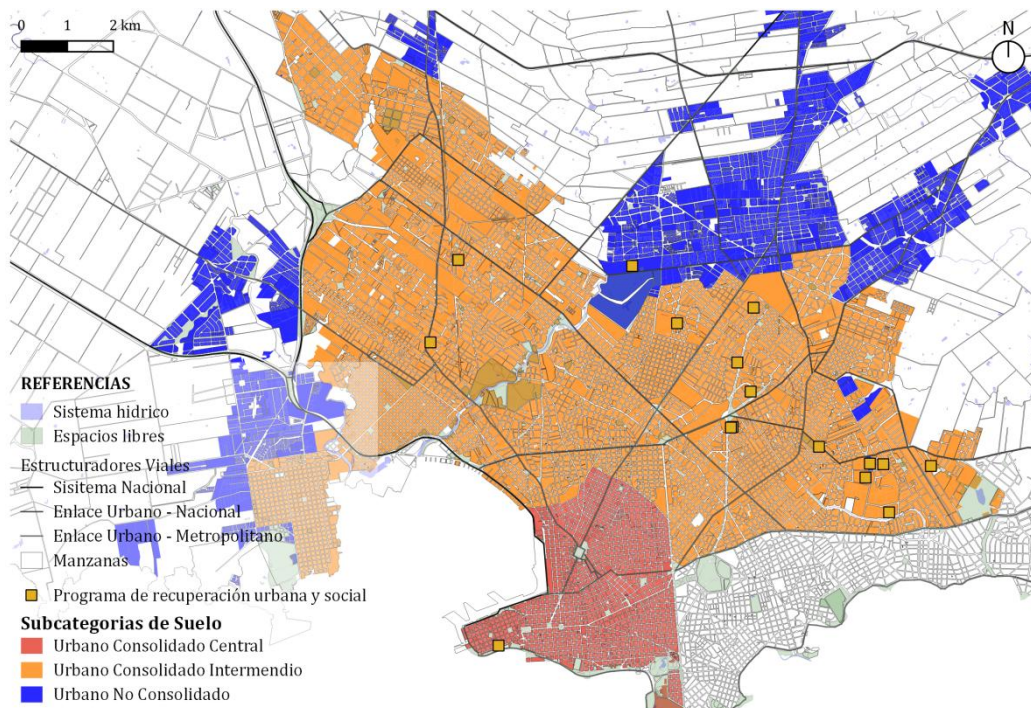 0 1 2 km
N
REFERENCIAS
Sistema hídrico
Espacios libres
Estructuradores Viales
Sisitema Nacional
Enlace Urbano - Nacional
Enlace Urbano - Metropolitano
Manzanas
Programa de recuperación urbana y social
Subcategorias de Suelo
Urbano Consolidado Central
Urbano Consolidado Intermendio
Urbano No Consolidado